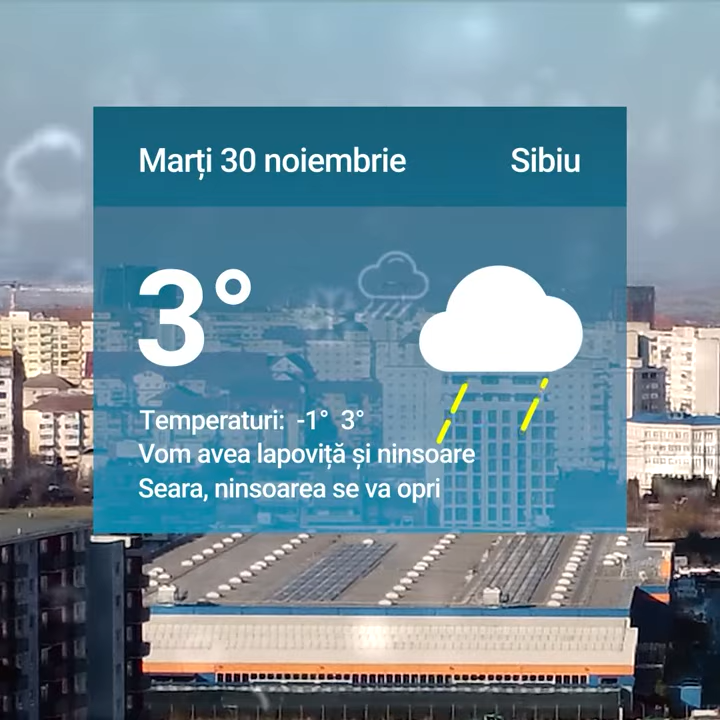 Marți 30 noiembrie
Sibiu
3°
Temperaturi: -1° 3°
Vom avea lapoviță și ninsoare
Seara, ninsoarea se va opri